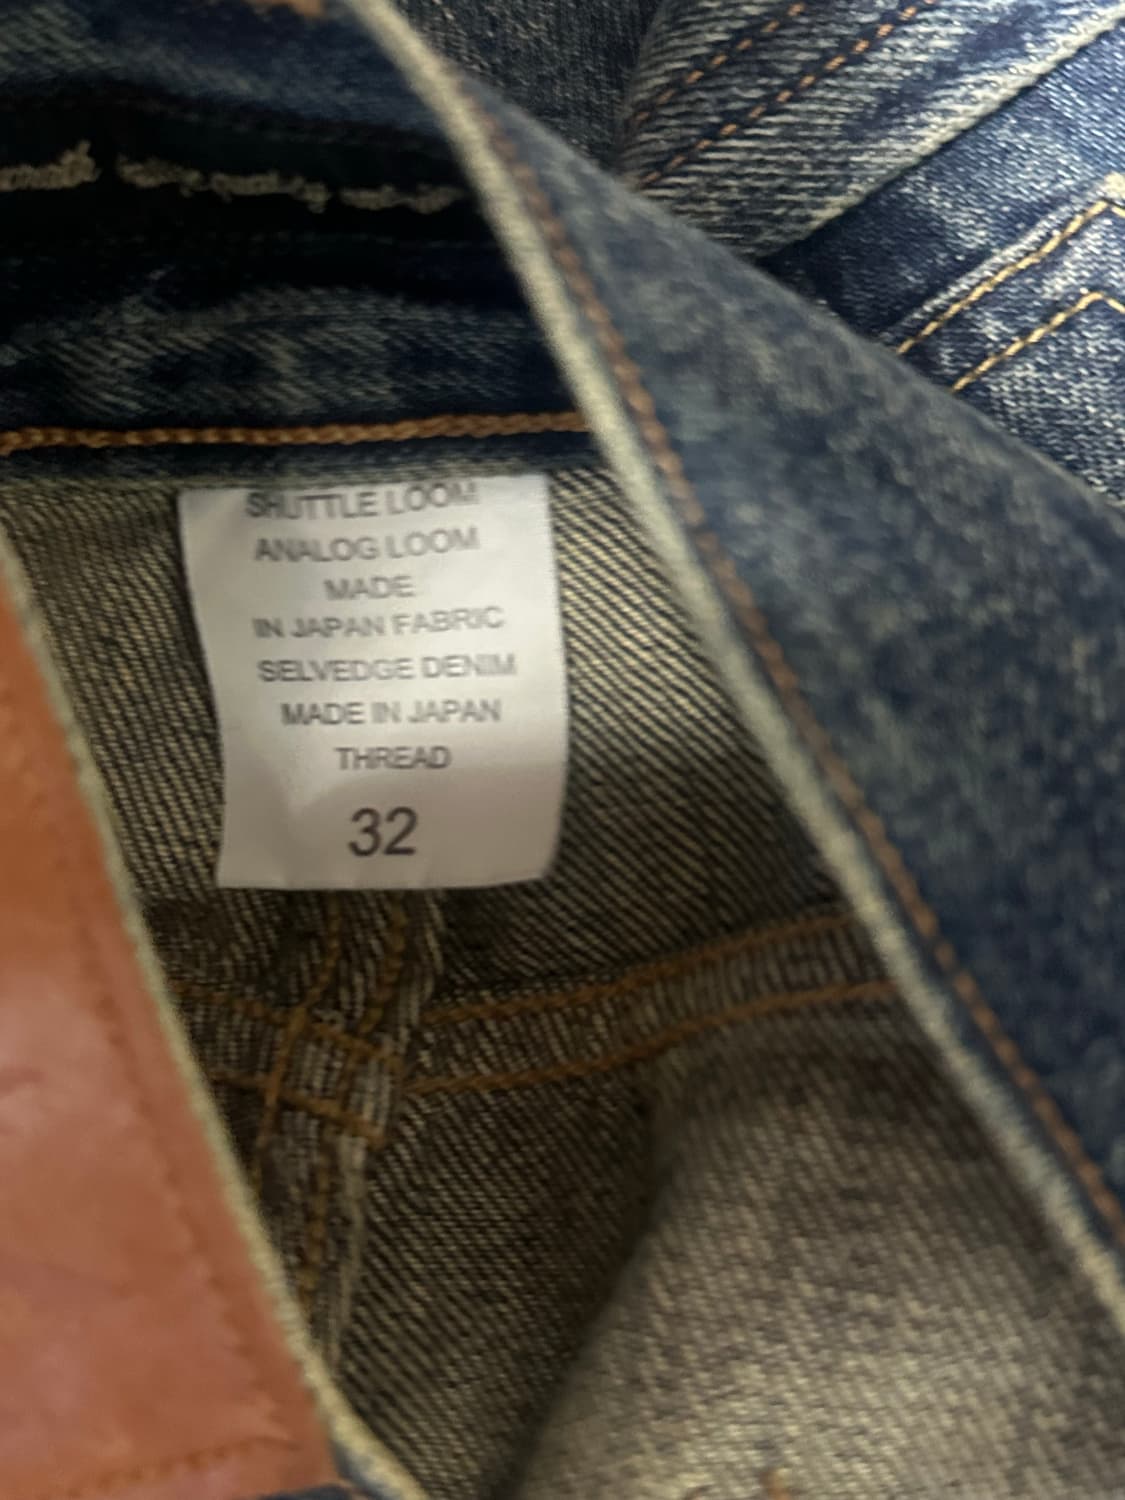 SHUTTLE LOOM
ANALOG LOOM
MADE
IN JAPAN FABRIC
SELVEDGE DENIM
MADE IN JAPAN
THREAD
32